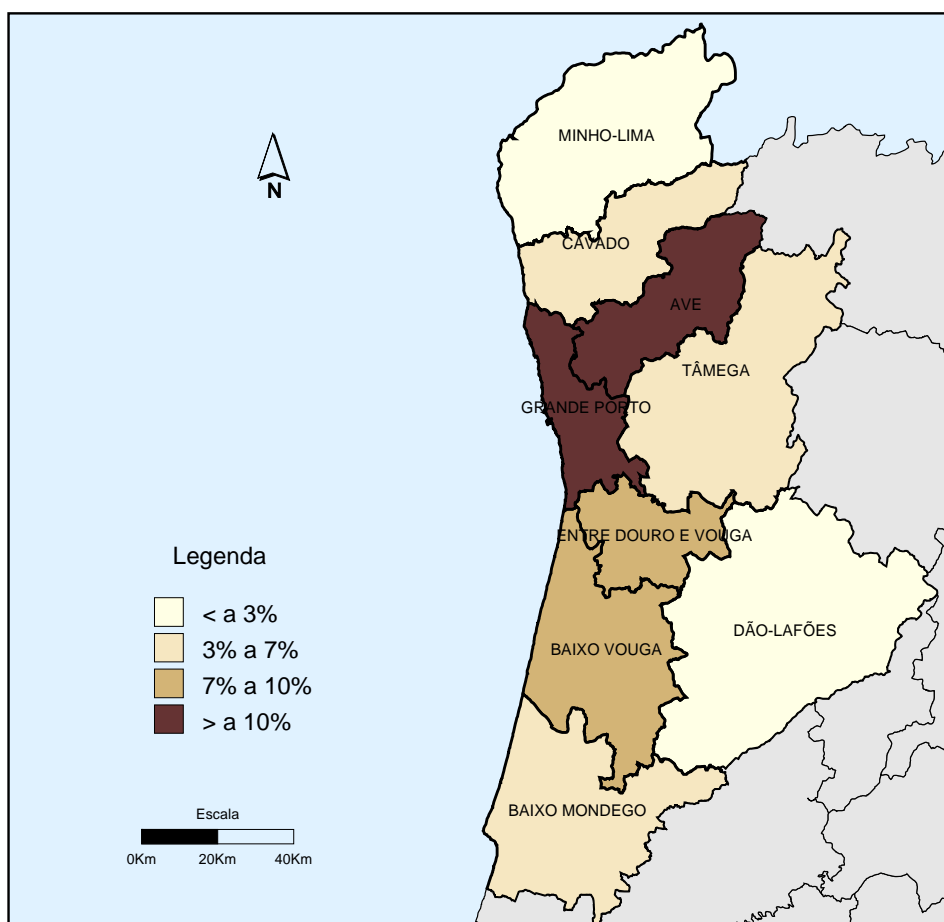 MINHO-LIMA
N
CAVADO
AVE
TÂMEGA
GRANDE PORTO
ENTRE DOURO E VOUGA
Legenda
< a 3%
3% a 7%
7% a 10%
> a 10%
DÃO-LAFÕES
BAIXO VOUGA
BAIXO MONDEGO
Escala
0Km 20Km 40Km